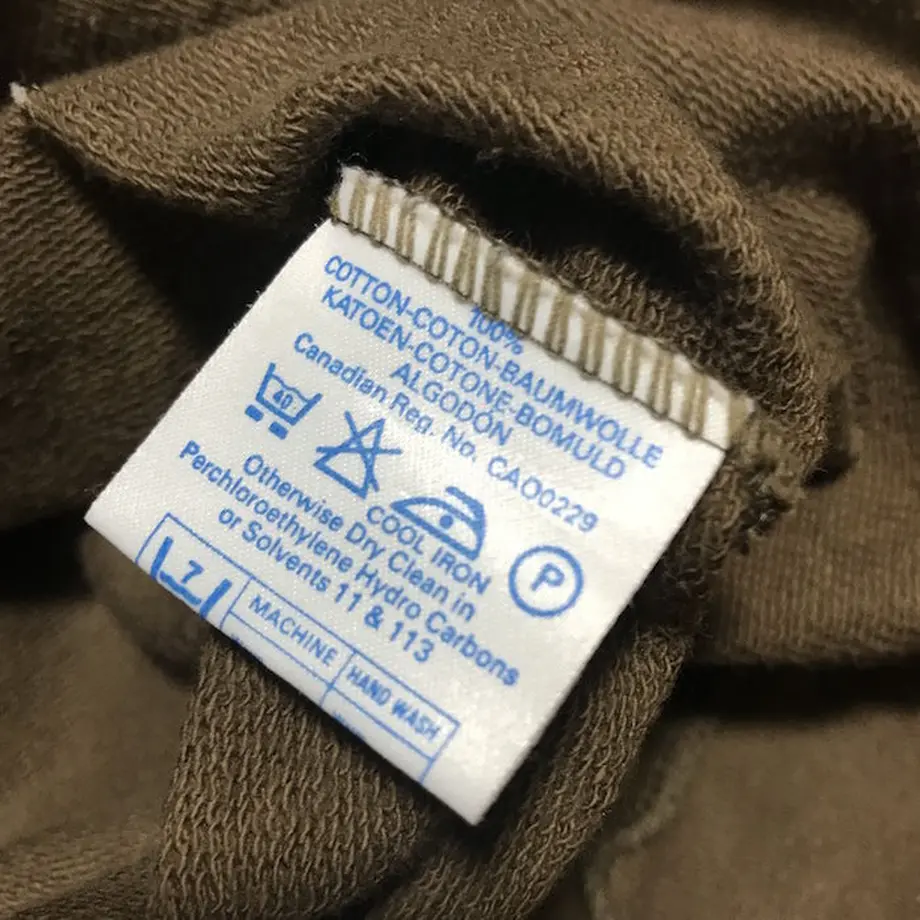 100%
COTTON-COTON-BAUMWOLLE
KATOEN-COTONE-BOMULD
ALGODÓN
Canadian Reg. No. CA00229
40
COOL IRON
P
Otherwise Dry Clean in
Perchloroethylene Hydro Carbons
or Solvents 11 & 113
7
MACHINE
HAND WASH